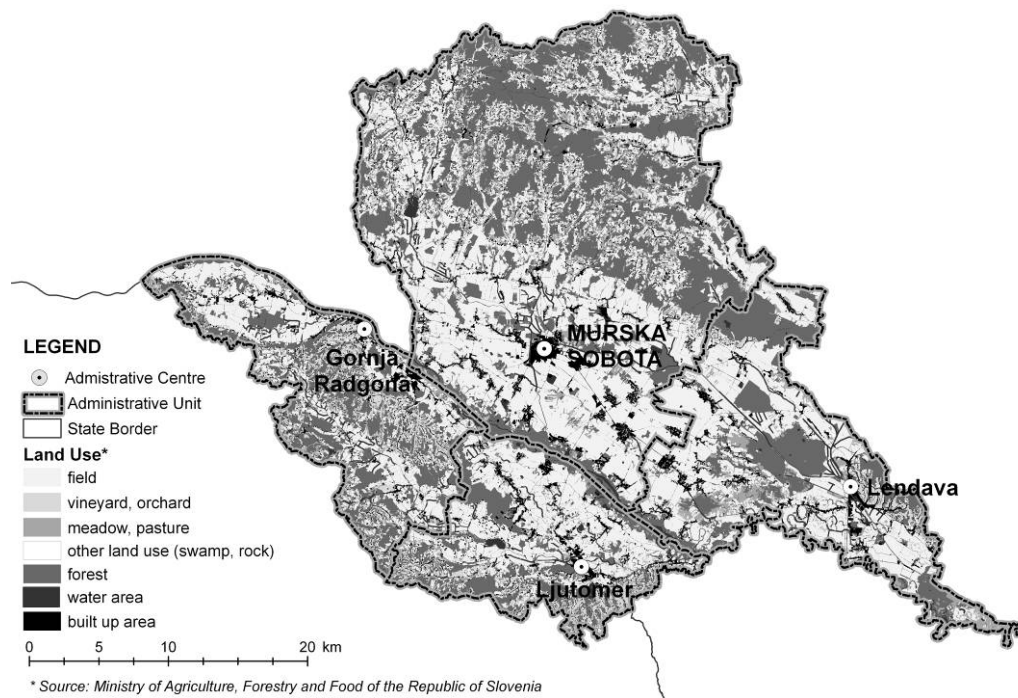 MURSKA
SOBOTA
Gornja
Radgona
Lendava
Ljutomer
LEGEND
Admistrative Centre
Administrative Unit
State Border
Land Use*
field
vineyard, orchard
meadow, pasture
other land use (swamp, rock)
forest
water area
built up area
0 5 10 20 km
* Source: Ministry of Agriculture, Forestry and Food of the Republic of Slovenia